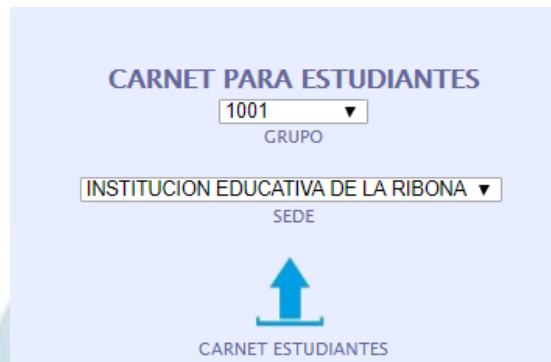 CARNET PARA ESTUDIANTES
1001
GRUPO
INSTITUCION EDUCATIVA DE LA RIBONA
SEDE
CARNET ESTUDIANTES